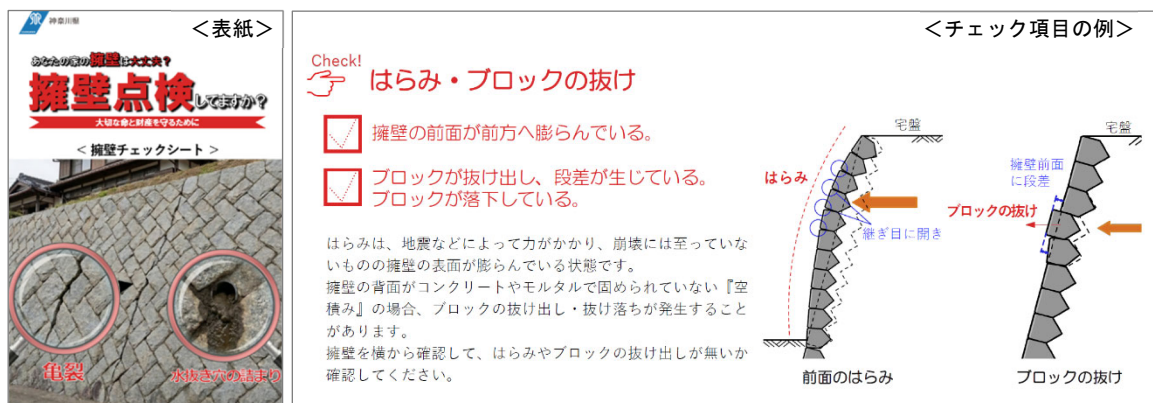 神奈川県
<表紙>
あなたの家の擁壁は大丈夫?
擁壁点検してますか?
大切な命と財産を守るために
< 擁壁チェックシート >
亀裂
水抜き穴の詰まり
<チェック項目の例>
Check!
はらみ・ブロックの抜け
擁壁の前面が前方へ膨らんでいる。
ブロックが抜け出し、段差が生じている。
ブロックが落下している。
はらみは、地震などによって力がかかり、崩壊には至っていな
いものの擁壁の表面が膨らんでいる状態です。
擁壁の背面がコンクリートやモルタルで固められていない『空
積み』の場合、ブロックの抜け出し・抜け落ちが発生すること
があります。
擁壁を横から確認して、はらみやブロックの抜け出しが無いか
確認してください。
宅盤
はらみ
継ぎ目に開き
前面のはらみ
宅盤
擁壁前面
に段差
ブロックの抜け
ブロックの抜け